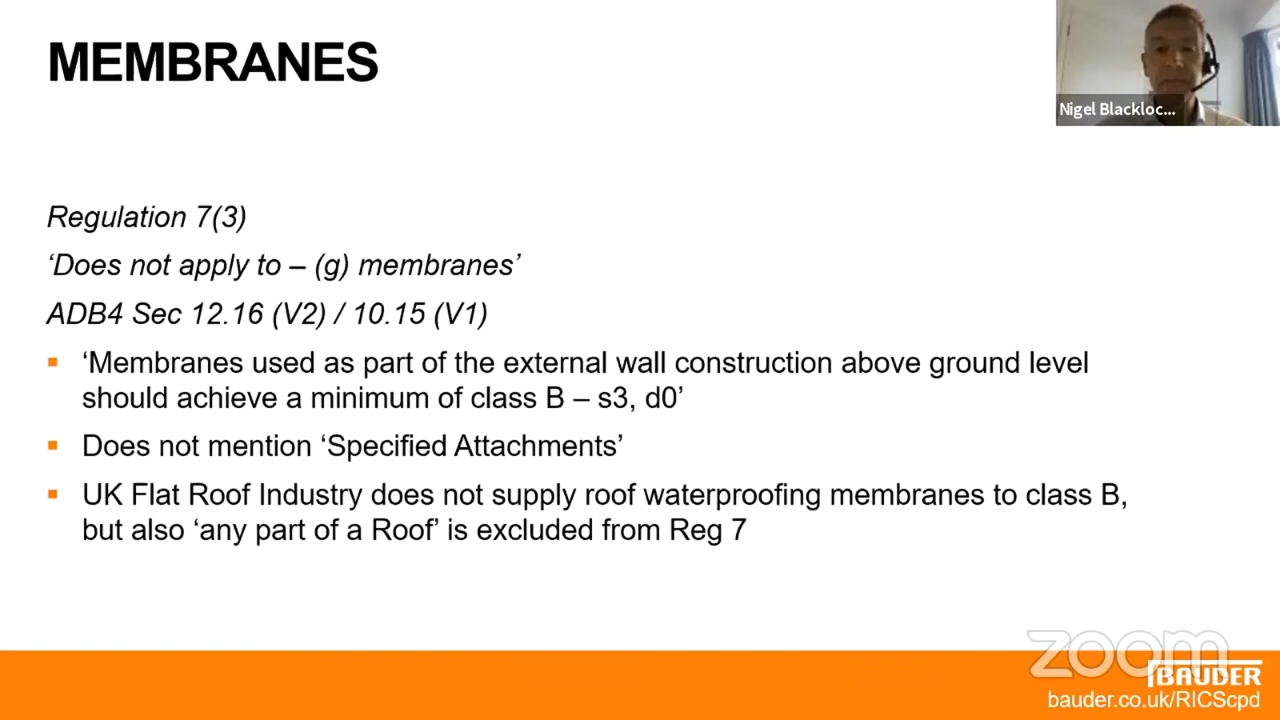 MEMBRANES
Nigel Blackloc...
Regulation 7(3)
‘Does not apply to – (g) membranes’
ADB4 Sec 12.16 (V2) / 10.15 (V1)
▪ ‘Membranes used as part of the external wall construction above ground level
should achieve a minimum of class B – s3, d0’
▪ Does not mention ‘Specified Attachments’
▪ UK Flat Roof Industry does not supply roof waterproofing membranes to class B,
but also ‘any part of a Roof’ is excluded from Reg 7
zoom
BAUDER
bauder.co.uk/RICScpd